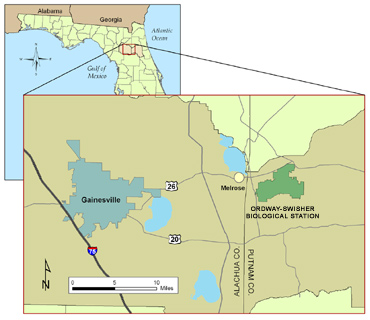 Alabama
Georgia
Atlantic
Ocean
Gulf of
Mexico
26
Melrose
Gainesville
ORDWAY-SWISHER
BIOLOGICAL STATION
20
75
ALACHUA CO.
PUTNAM CO.
N
0 5 10
Miles